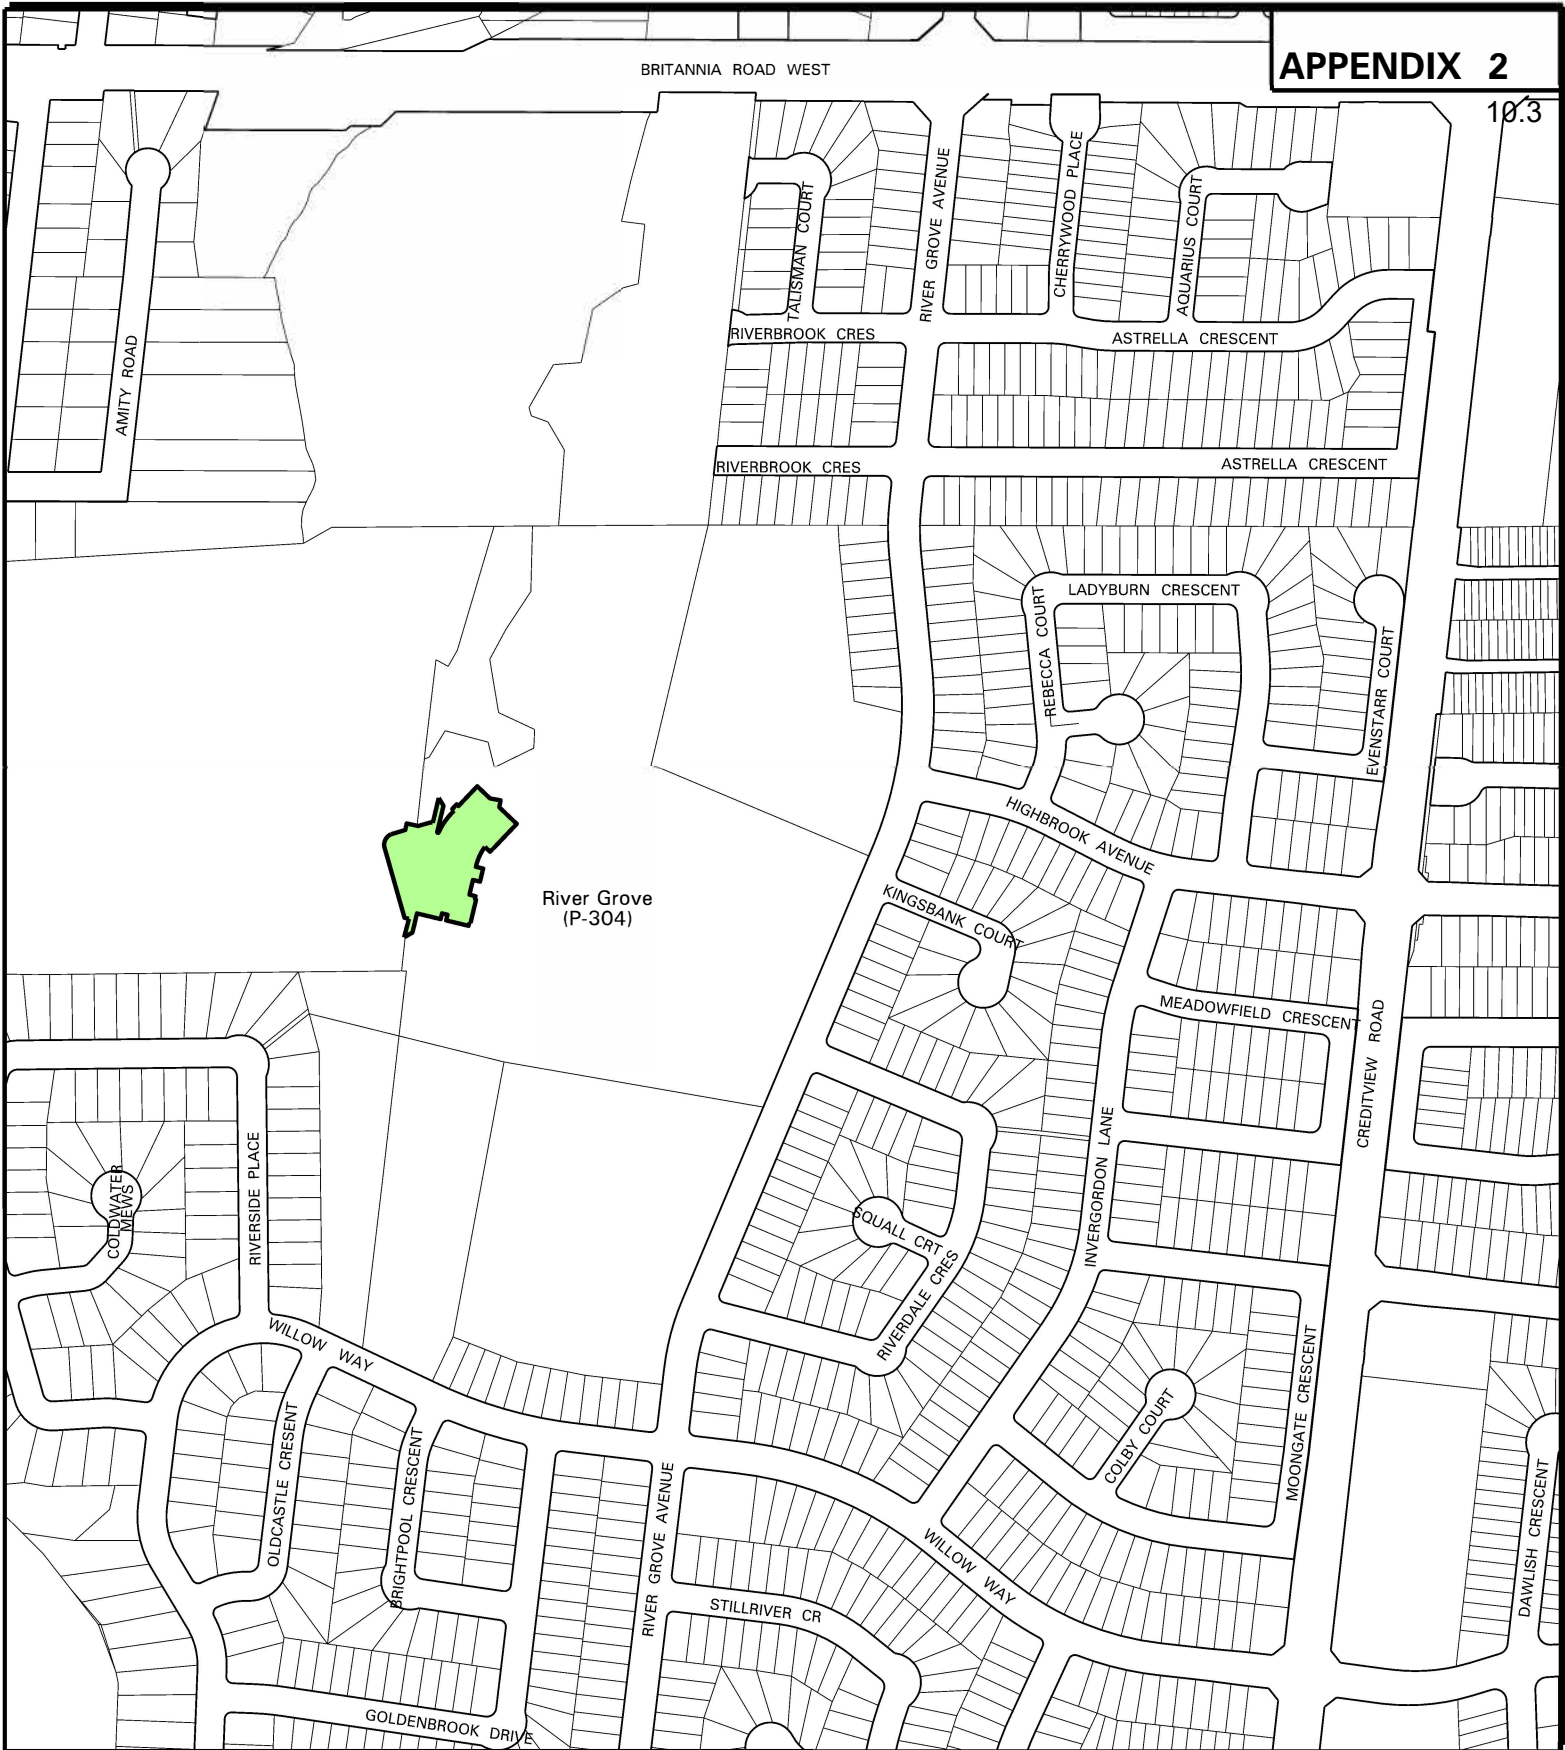 BRITANNIA ROAD WEST
APPENDIX 2
10.3
AMITY ROAD
TALISMAN COURT
RIVER GROVE AVENUE
CHERRYWOOD PLACE
AQUARIUS COURT
RIVERBROOK CRES
ASTRELLA CRESCENT
RIVERBROOK CRES
ASTRELLA CRESCENT
LADYBURN CRESCENT
REBECCA COURT
EVENSTARR COURT
HIGHBROOK AVENUE
River Grove
(P-304)
KINGSBANK COURT
MEADOWFIELD CRESCENT
CREDITVIEW ROAD
INVERGORDON LANE
COLDWATER
MEWS
RIVERSIDE PLACE
SQUALL CRT
RIVERDALE CRES
WILLOW WAY
MOONGATE CRESCENT
COLBY COURT
OLDCASTLE CRESENT
BRIGHTPOOL CRESCENT
RIVER GROVE AVENUE
DAWLISH CRESCENT
WILLOW WAY
STILLRIVER CR
GOLDENBROOK DRIVE